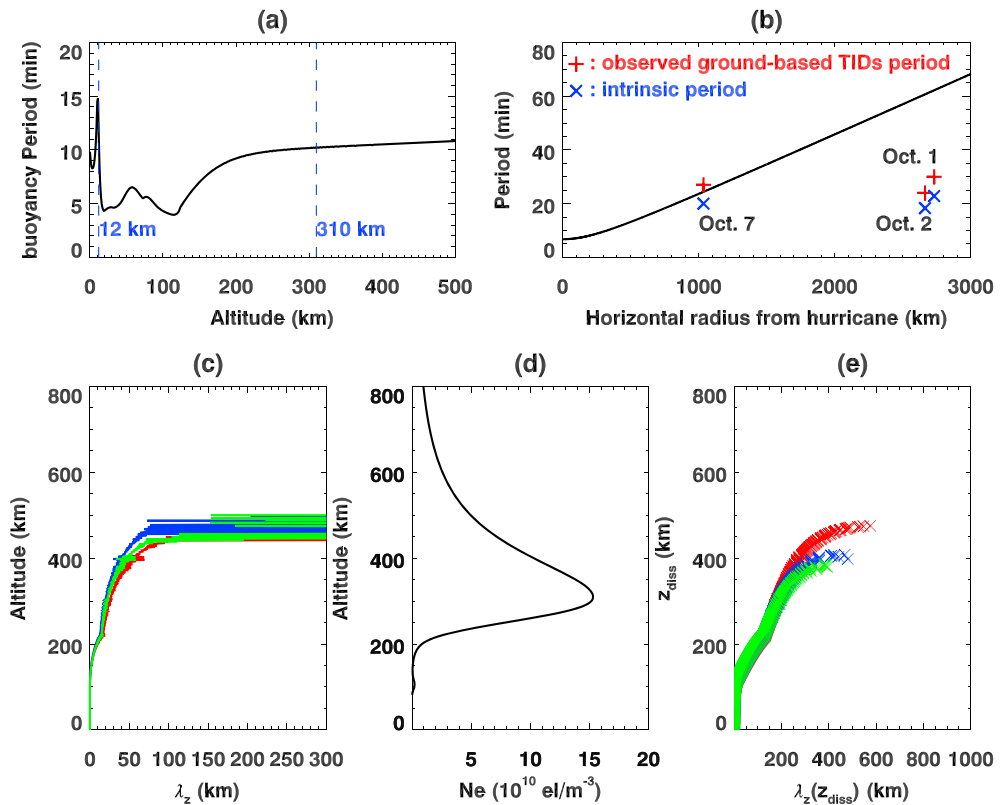 (a)
20
15
10
5
0
buoyancy Period (min)
12 km
310 km
0 100 200 300 400 500
Altitude (km)
(b)
80
60
40
20
0
Period (min)
+ : observed ground-based TIDs period
× : intrinsic period
Oct. 1
Oct. 7
Oct. 2
0 1000 2000 3000
Horizontal radius from hurricane (km)
(c)
800
600
400
200
0
Altitude (km)
0 50 100 150 200 250 300
λz (km)
(d)
800
600
400
200
0
Altitude (km)
5 10 15 20
Ne (10^10 el/m^-3)
(e)
800
600
400
200
0
zdiss (km)
200 400 600 800 1000
λz(zdiss) (km)